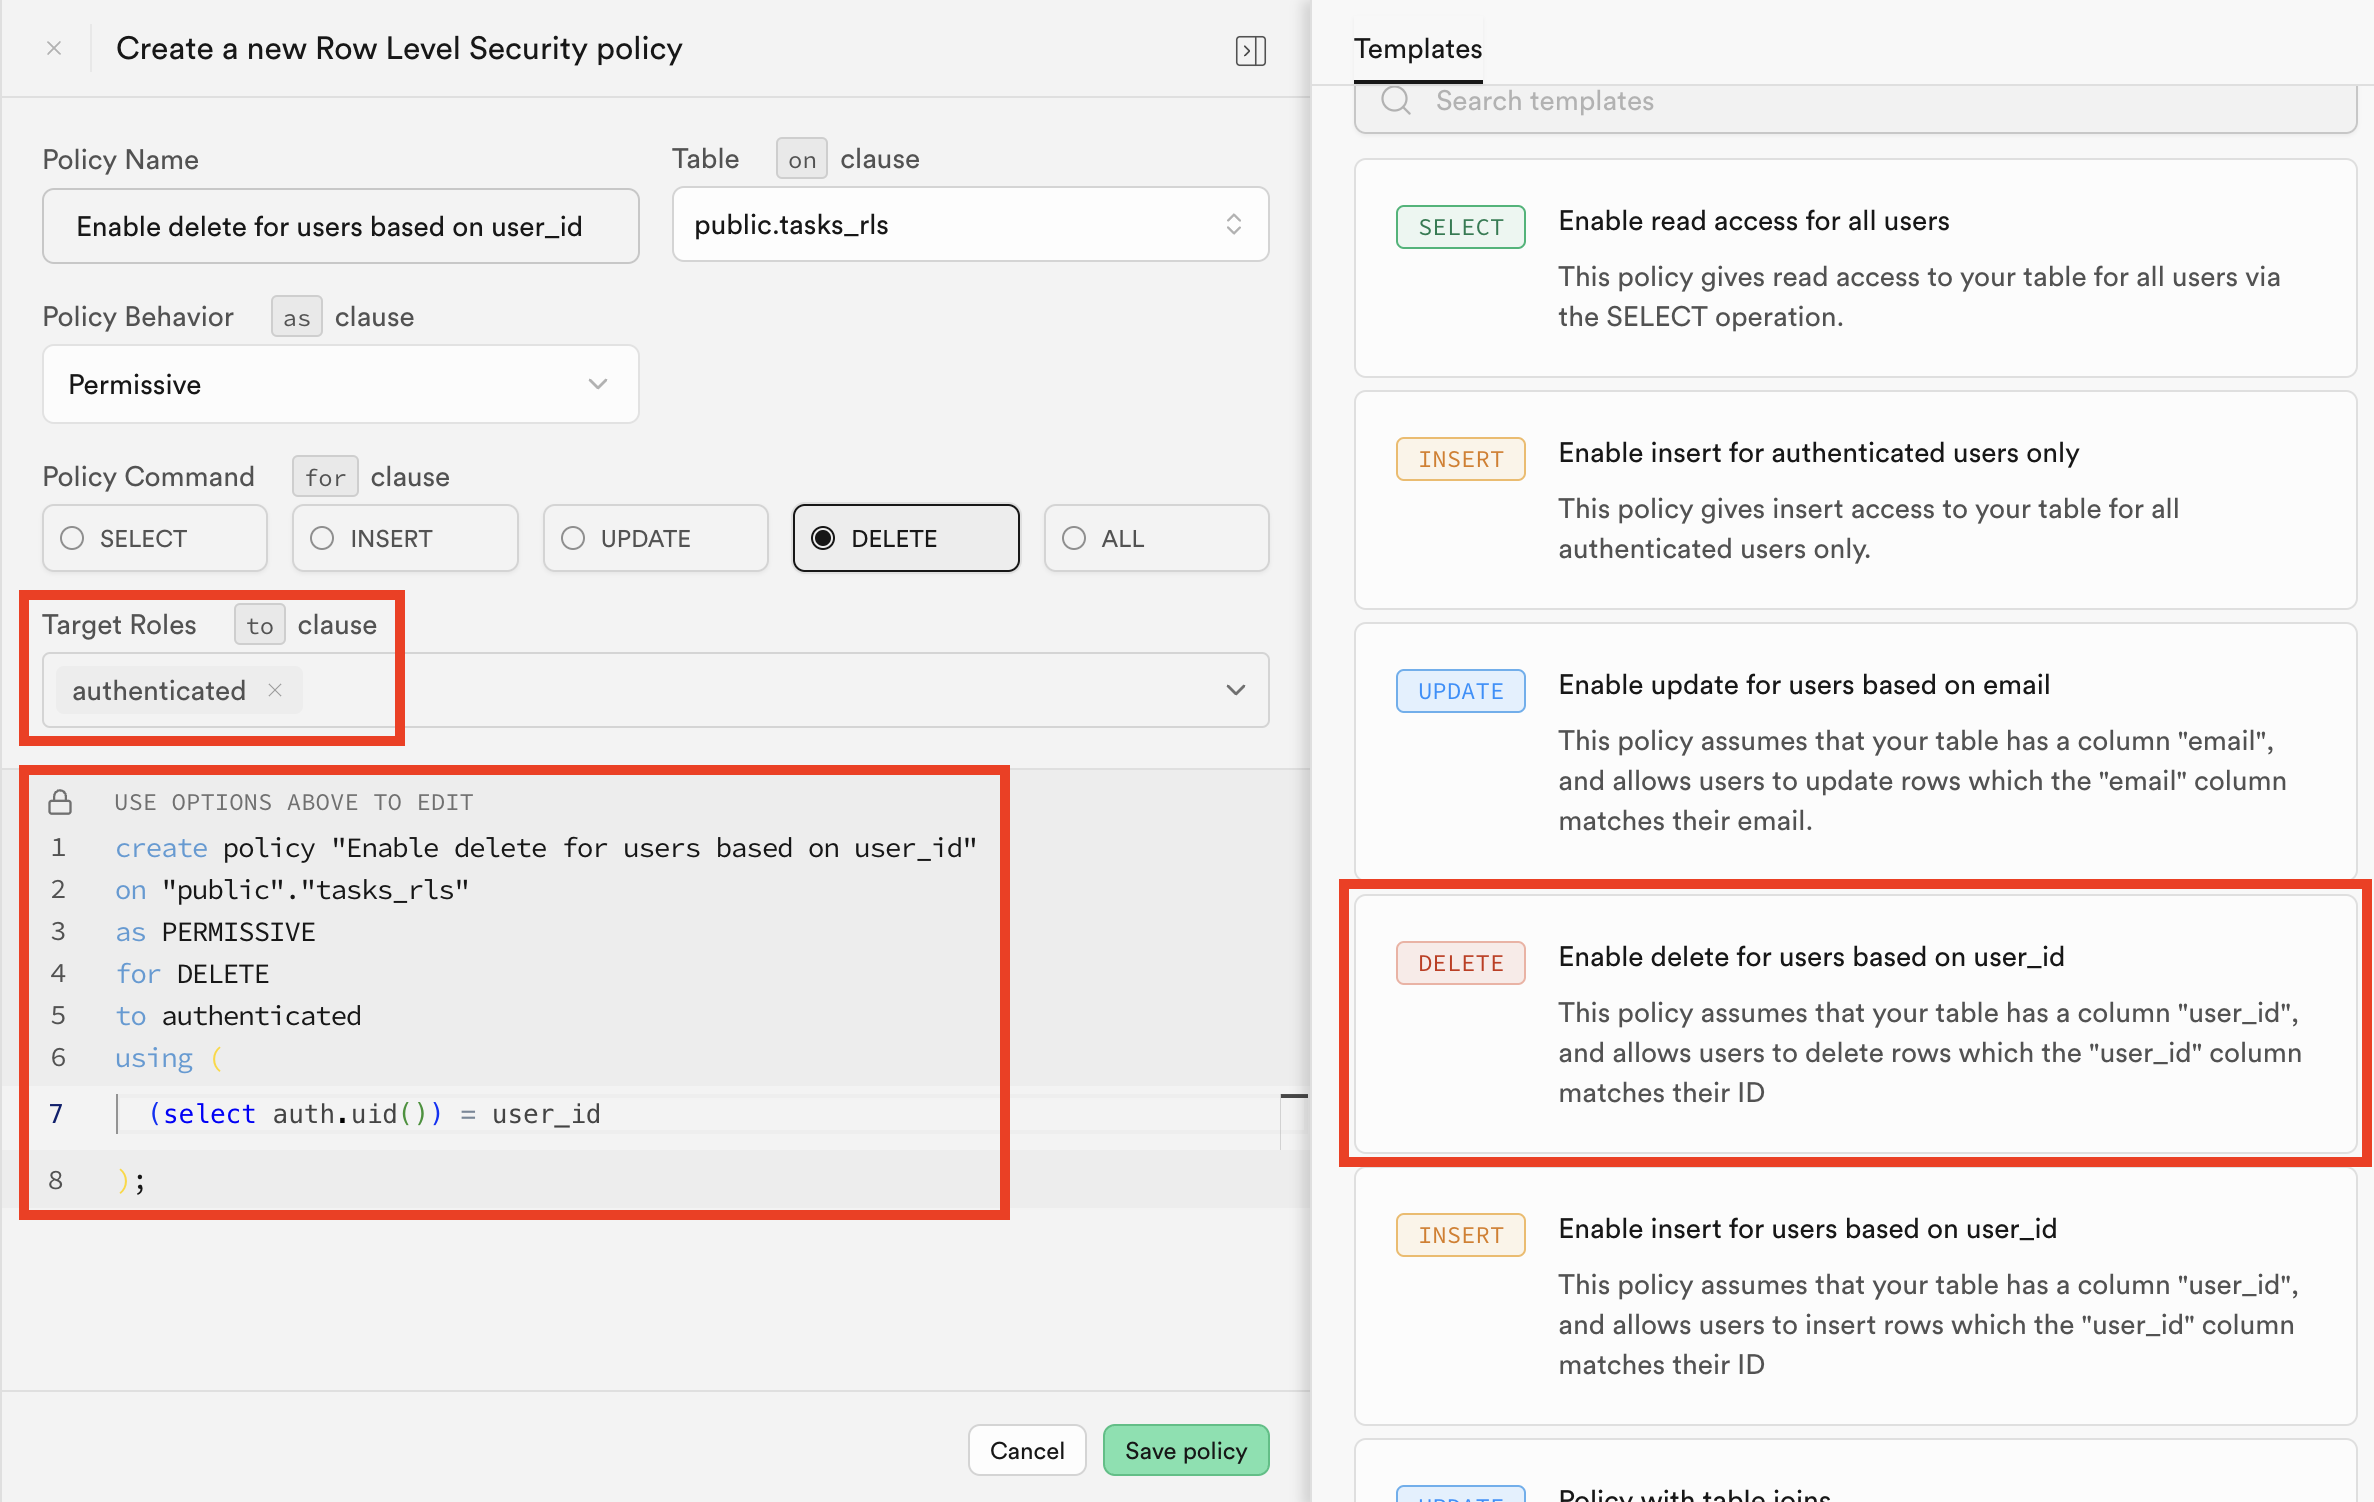 Create a new Row Level Security policy
Policy Name
Enable delete for users based on user_id
Table on clause
public.tasks_rls
Policy Behavior as clause
Permissive
Policy Command for clause
SELECT
INSERT
UPDATE
DELETE
ALL
Target Roles to clause
authenticated
USE OPTIONS ABOVE TO EDIT
1 create policy "Enable delete for users based on user_id"
2 on "public"."tasks_rls"
3 as PERMISSIVE
4 for DELETE
5 to authenticated
6 using (
7 (select auth.uid()) = user_id
8 );
Cancel
Save policy
Templates
Search templates
SELECT
Enable read access for all users
This policy gives read access to your table for all users via
the SELECT operation.
INSERT
Enable insert for authenticated users only
This policy gives insert access to your table for all
authenticated users only.
UPDATE
Enable update for users based on email
This policy assumes that your table has a column "email",
and allows users to update rows which the "email" column
matches their email.
DELETE
Enable delete for users based on user_id
This policy assumes that your table has a column "user_id",
and allows users to delete rows which the "user_id" column
matches their ID
INSERT
Enable insert for users based on user_id
This policy assumes that your table has a column "user_id",
and allows users to insert rows which the "user_id" column
matches their ID
UPDATE
Policy with table joins